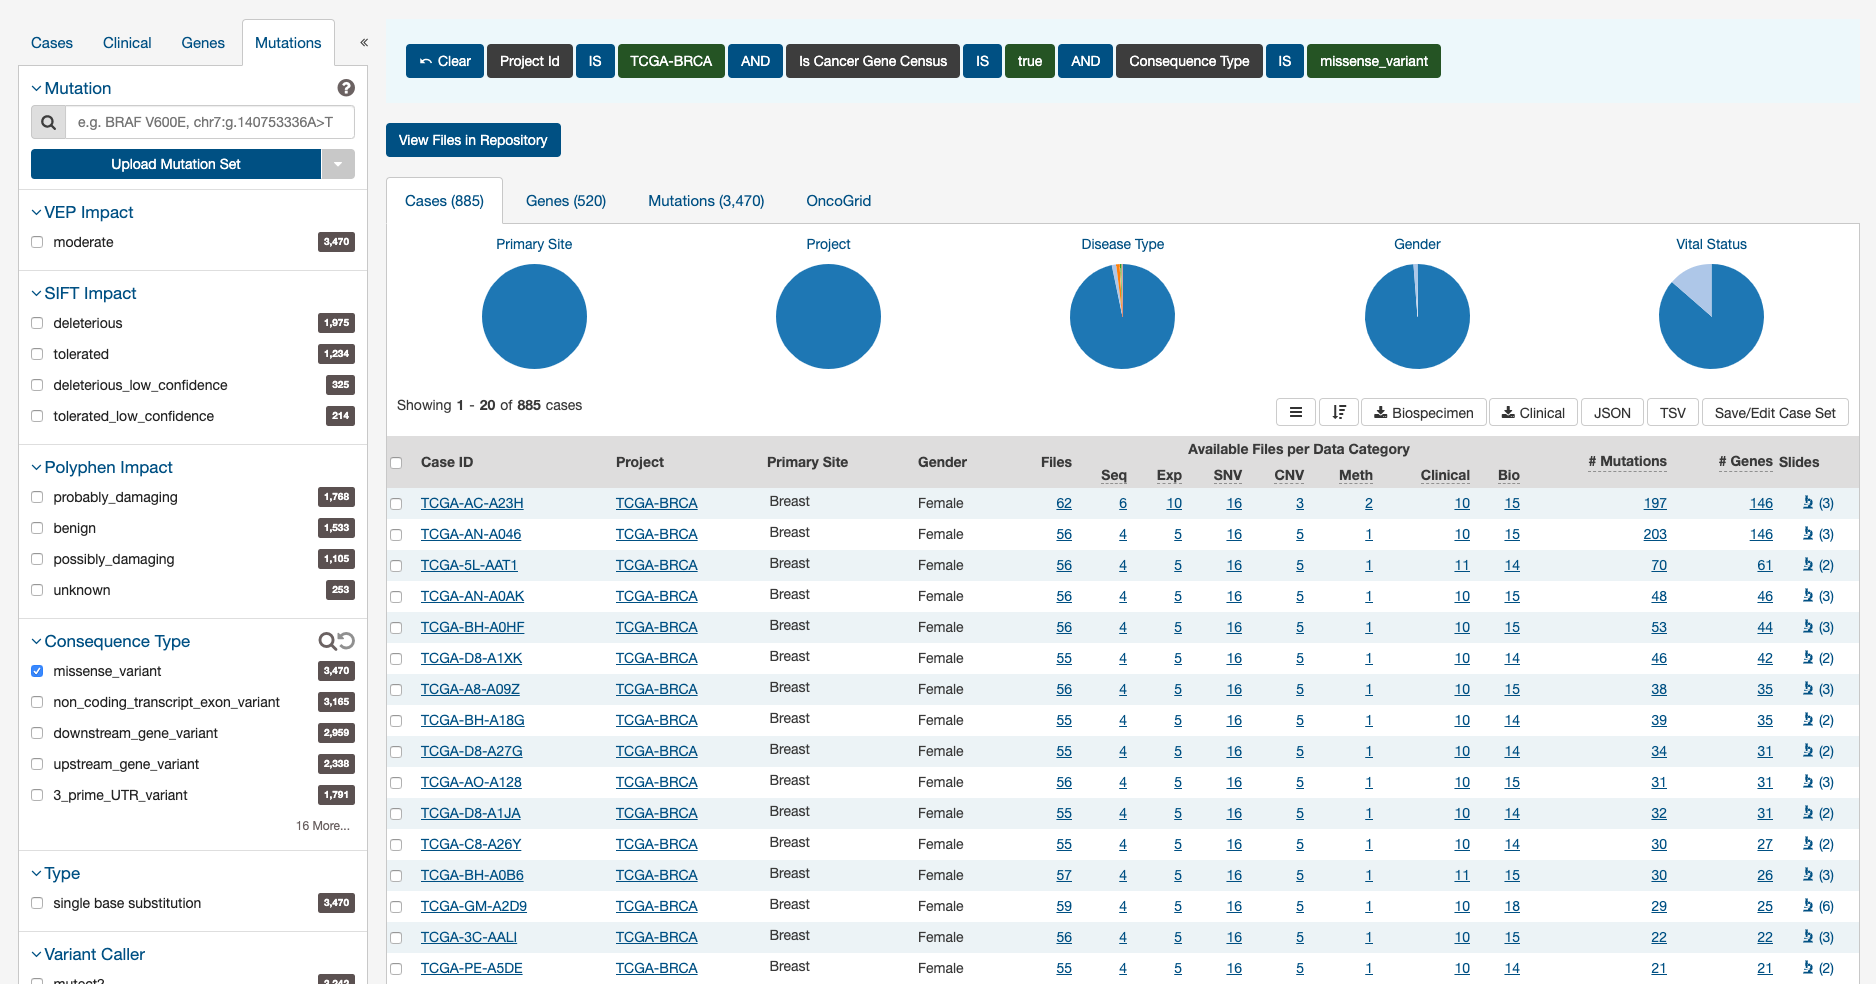 Cases Clinical Genes Mutations «
Mutation
e.g. BRAF V600E, chr7:g.140753336A>T
Upload Mutation Set
VEP Impact
moderate 3,470
SIFT Impact
deleterious 1,975
tolerated 1,234
deleterious_low_confidence 325
tolerated_low_confidence 214
Polyphen Impact
probably_damaging 1,768
benign 1,533
possibly_damaging 1,105
unknown 253
Consequence Type
missense_variant 3,470
non_coding_transcript_exon_variant 3,165
downstream_gene_variant 2,959
upstream_gene_variant 2,338
3_prime_UTR_variant 1,791
16 More...
Type
single base substitution 3,470
Variant Caller
mutect2 3,242
Clear Project Id IS TCGA-BRCA AND Is Cancer Gene Census IS true AND Consequence Type IS missense_variant
View Files in Repository
Cases (885) Genes (520) Mutations (3,470) OncoGrid
Primary Site Project Disease Type Gender Vital Status
Showing 1 - 20 of 885 cases
Biospecimen Clinical JSON TSV Save/Edit Case Set
Available Files per Data Category
Case ID Project Primary Site Gender Files Seq Exp SNV CNV Meth Clinical Bio # Mutations # Genes Slides
TCGA-AC-A23H TCGA-BRCA Breast Female 62 6 10 16 3 2 10 15 197 146 (3)
TCGA-AN-A046 TCGA-BRCA Breast Female 56 4 5 16 5 1 10 15 203 146 (3)
TCGA-5L-AAT1 TCGA-BRCA Breast Female 56 4 5 16 5 1 11 14 70 61 (2)
TCGA-AN-A0AK TCGA-BRCA Breast Female 56 4 5 16 5 1 10 15 48 46 (3)
TCGA-BH-A0HF TCGA-BRCA Breast Female 56 4 5 16 5 1 10 15 53 44 (3)
TCGA-D8-A1XK TCGA-BRCA Breast Female 55 4 5 16 5 1 10 14 46 42 (2)
TCGA-A8-A09Z TCGA-BRCA Breast Female 56 4 5 16 5 1 10 15 38 35 (3)
TCGA-BH-A18G TCGA-BRCA Breast Female 55 4 5 16 5 1 10 14 39 35 (2)
TCGA-D8-A27G TCGA-BRCA Breast Female 55 4 5 16 5 1 10 14 34 31 (2)
TCGA-AO-A128 TCGA-BRCA Breast Female 56 4 5 16 5 1 10 15 31 31 (3)
TCGA-D8-A1JA TCGA-BRCA Breast Female 55 4 5 16 5 1 10 14 32 31 (2)
TCGA-C8-A26Y TCGA-BRCA Breast Female 55 4 5 16 5 1 10 14 30 27 (2)
TCGA-BH-A0B6 TCGA-BRCA Breast Female 57 4 5 16 5 1 11 15 30 26 (3)
TCGA-GM-A2D9 TCGA-BRCA Breast Female 59 4 5 16 5 1 10 18 29 25 (6)
TCGA-3C-AALI TCGA-BRCA Breast Female 56 4 5 16 5 1 10 15 22 22 (3)
TCGA-PE-A5DE TCGA-BRCA Breast Female 55 4 5 16 5 1 10 14 21 21 (2)